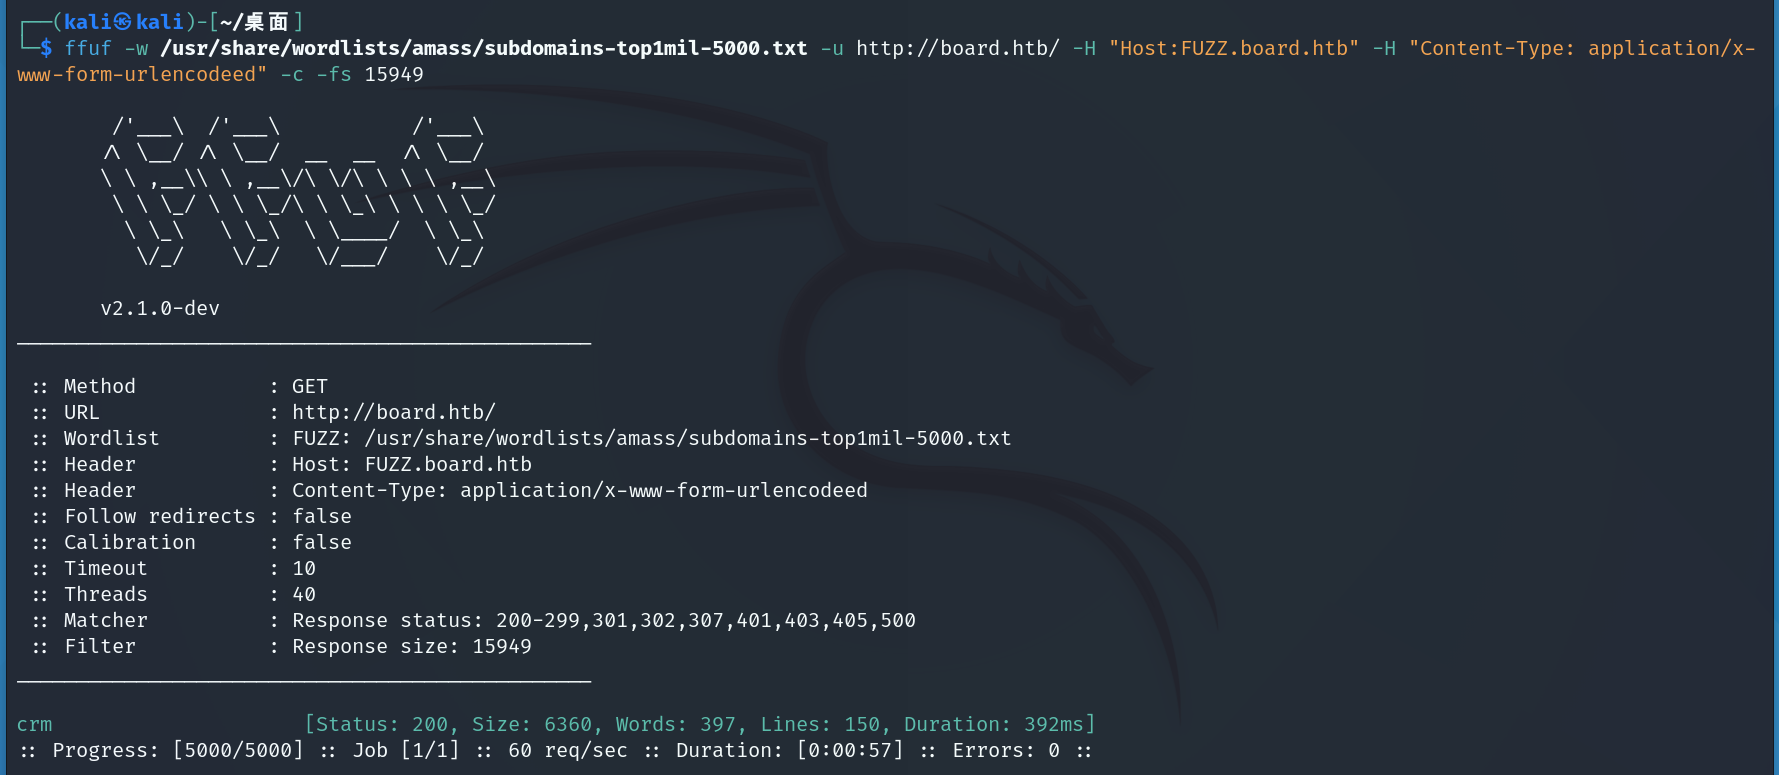 ┌──(kali㉿kali)-[~/桌面]
└─$ ffuf -w /usr/share/wordlists/amass/subdomains-top1mil-5000.txt -u http://board.htb/ -H "Host:FUZZ.board.htb" -H "Content-Type: application/x-
www-form-urlencodeed" -c -fs 15949

        /'___\  /'___\           /'___\
       /\ \__/ /\ \__/  __  __  /\ \__/
       \ \ ,__\\ \ ,__\/\ \/\ \ \ \ ,__\
        \ \ \_/ \ \ \_/\ \ \_\ \ \ \ \_/
         \ \_\   \ \_\  \ \____/  \ \_\
          \/_/    \/_/   \/___/    \/_/

       v2.1.0-dev
________________________________________________

 :: Method           : GET
 :: URL              : http://board.htb/
 :: Wordlist         : FUZZ: /usr/share/wordlists/amass/subdomains-top1mil-5000.txt
 :: Header           : Host: FUZZ.board.htb
 :: Header           : Content-Type: application/x-www-form-urlencodeed
 :: Follow redirects : false
 :: Calibration      : false
 :: Timeout          : 10
 :: Threads          : 40
 :: Matcher          : Response status: 200-299,301,302,307,401,403,405,500
 :: Filter           : Response size: 15949
________________________________________________

crm                     [Status: 200, Size: 6360, Words: 397, Lines: 150, Duration: 392ms]
:: Progress: [5000/5000] :: Job [1/1] :: 60 req/sec :: Duration: [0:00:57] :: Errors: 0 ::